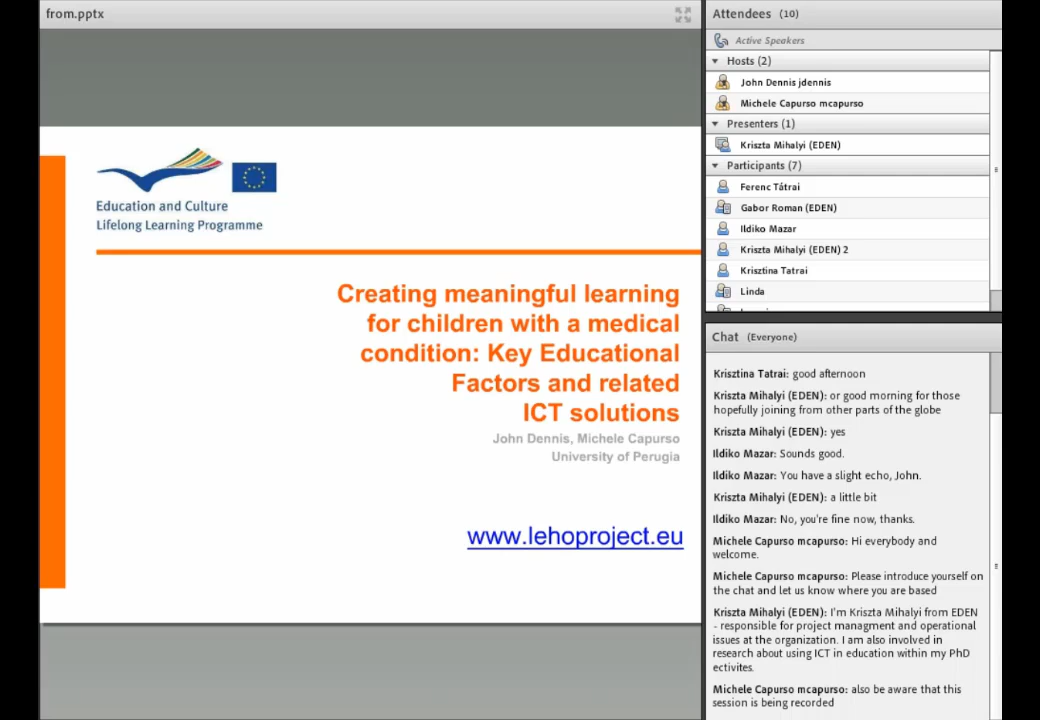 from.pptx
Education and Culture
Lifelong Learning Programme
Creating meaningful learning
for children with a medical
condition: Key Educational
Factors and related
ICT solutions
John Dennis, Michele Capurso
University of Perugia
www.lehoproject.eu
Attendees (10)
Active Speakers
Hosts (2)
John Dennis jdennis
Michele Capurso mcapurso
Presenters (1)
Kriszta Mihalyi (EDEN)
Participants (7)
Ferenc Tátrai
Gabor Roman (EDEN)
Ildiko Mazar
Kriszta Mihalyi (EDEN) 2
Krisztina Tatrai
Linda
Chat (Everyone)
Krisztina Tatrai: good afternoon
Kriszta Mihalyi (EDEN): or good morning for those
hopefully joining from other parts of the globe
Kriszta Mihalyi (EDEN): yes
Ildiko Mazar: Sounds good.
Ildiko Mazar: You have a slight echo, John.
Kriszta Mihalyi (EDEN): a little bit
Ildiko Mazar: No, you're fine now, thanks.
Michele Capurso mcapurso: Hi everybody and
welcome.
Michele Capurso mcapurso: Please introduce yourself on
the chat and let us know where you are based
Kriszta Mihalyi (EDEN): I'm Kriszta Mihalyi from EDEN
- responsible for project managment and operational
issues at the organization. I am also involved in
research about using ICT in education within my PhD
ectivites.
Michele Capurso mcapurso: also be aware that this
session is being recorded